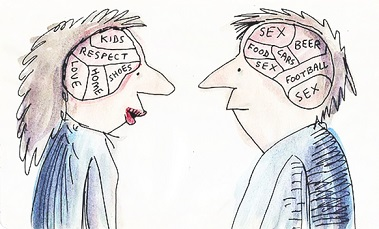 KIDS
RESPECT
LOVE
HOME
SHOES
SEX
BEER
FOOD
CARS
SEX
FOOTBALL
SEX